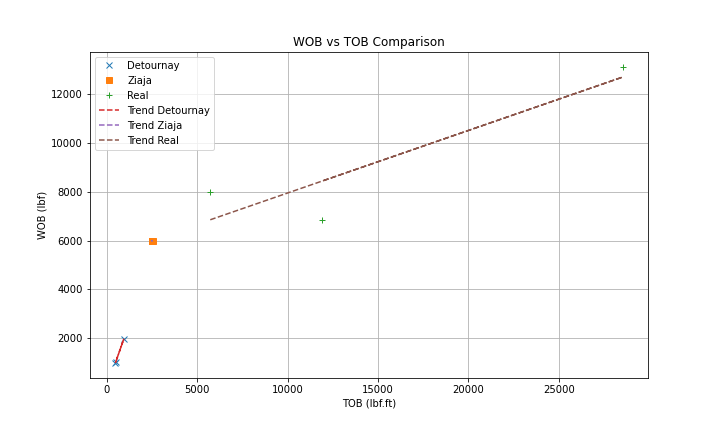 WOB vs TOB Comparison
Detournay
Ziaja
Real
Trend Detournay
Trend Ziaja
Trend Real
WOB (lbf)
12000
10000
8000
6000
4000
2000
0 5000 10000 15000 20000 25000
TOB (lbf.ft)